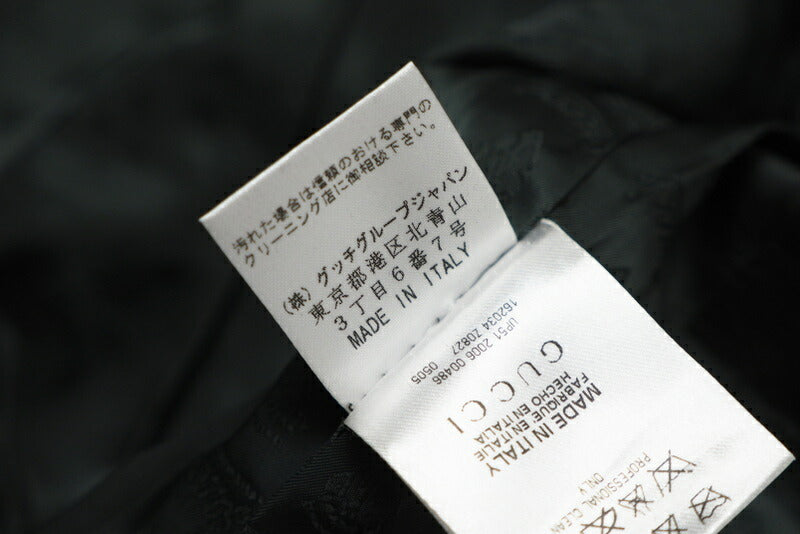 汚れた場合は信頼のおける専門の
クリーニング店に御相談下さい。
(株) グッチグループジャパン
東京都港区北青山
3丁目6番7号
MADE IN ITALY
UP51 2006 00486
162034 Z0827 0505
GUCCI
MADE IN ITALY
FABRIQUE EN ITALIE
HECHO EN ITALIA
PROFESSIONAL CLEAN
ONLY